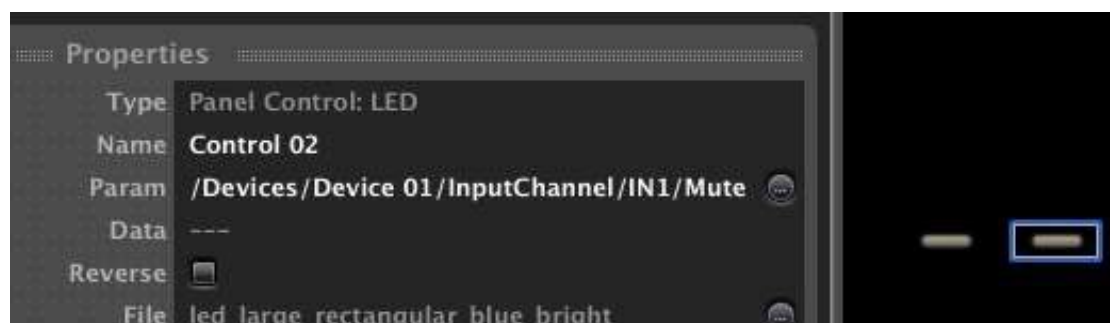 Properties
Type Panel Control: LED
Name Control 02
Param /Devices/Device 01/InputChannel/IN1/Mute
Data ---
Reverse
File led large rectangular blue bright